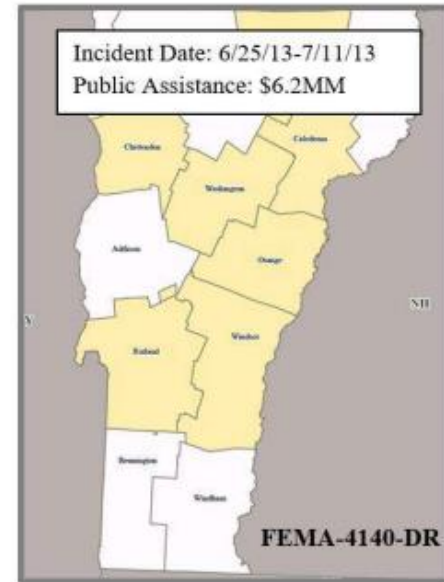 Incident Date: 6/25/13-7/11/13
Public Assistance: $6.2MM
Chittenden
Caledonia
Washington
Addison
Orange
NH
Y
Rutland
Windsor
Bennington
Windham
FEMA-4140-DR